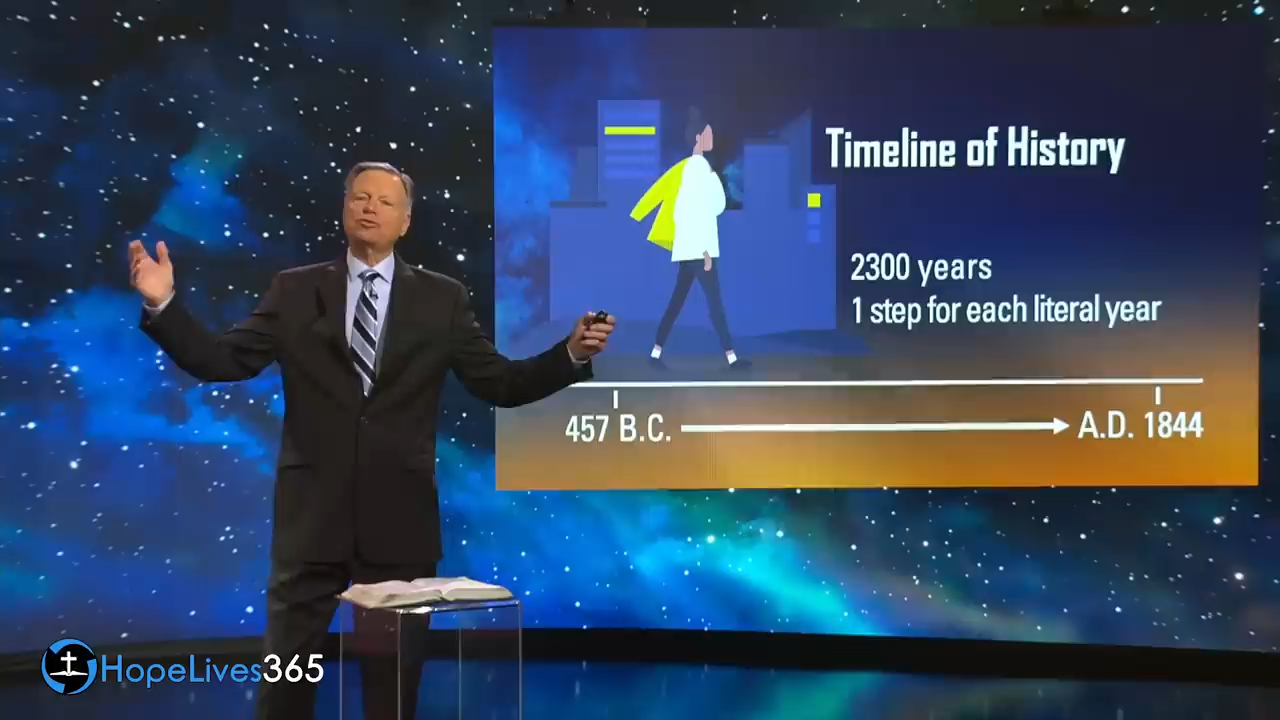 Timeline of History
2300 years
1 step for each literal year
457 B.C.
A.D. 1844
HopeLives365